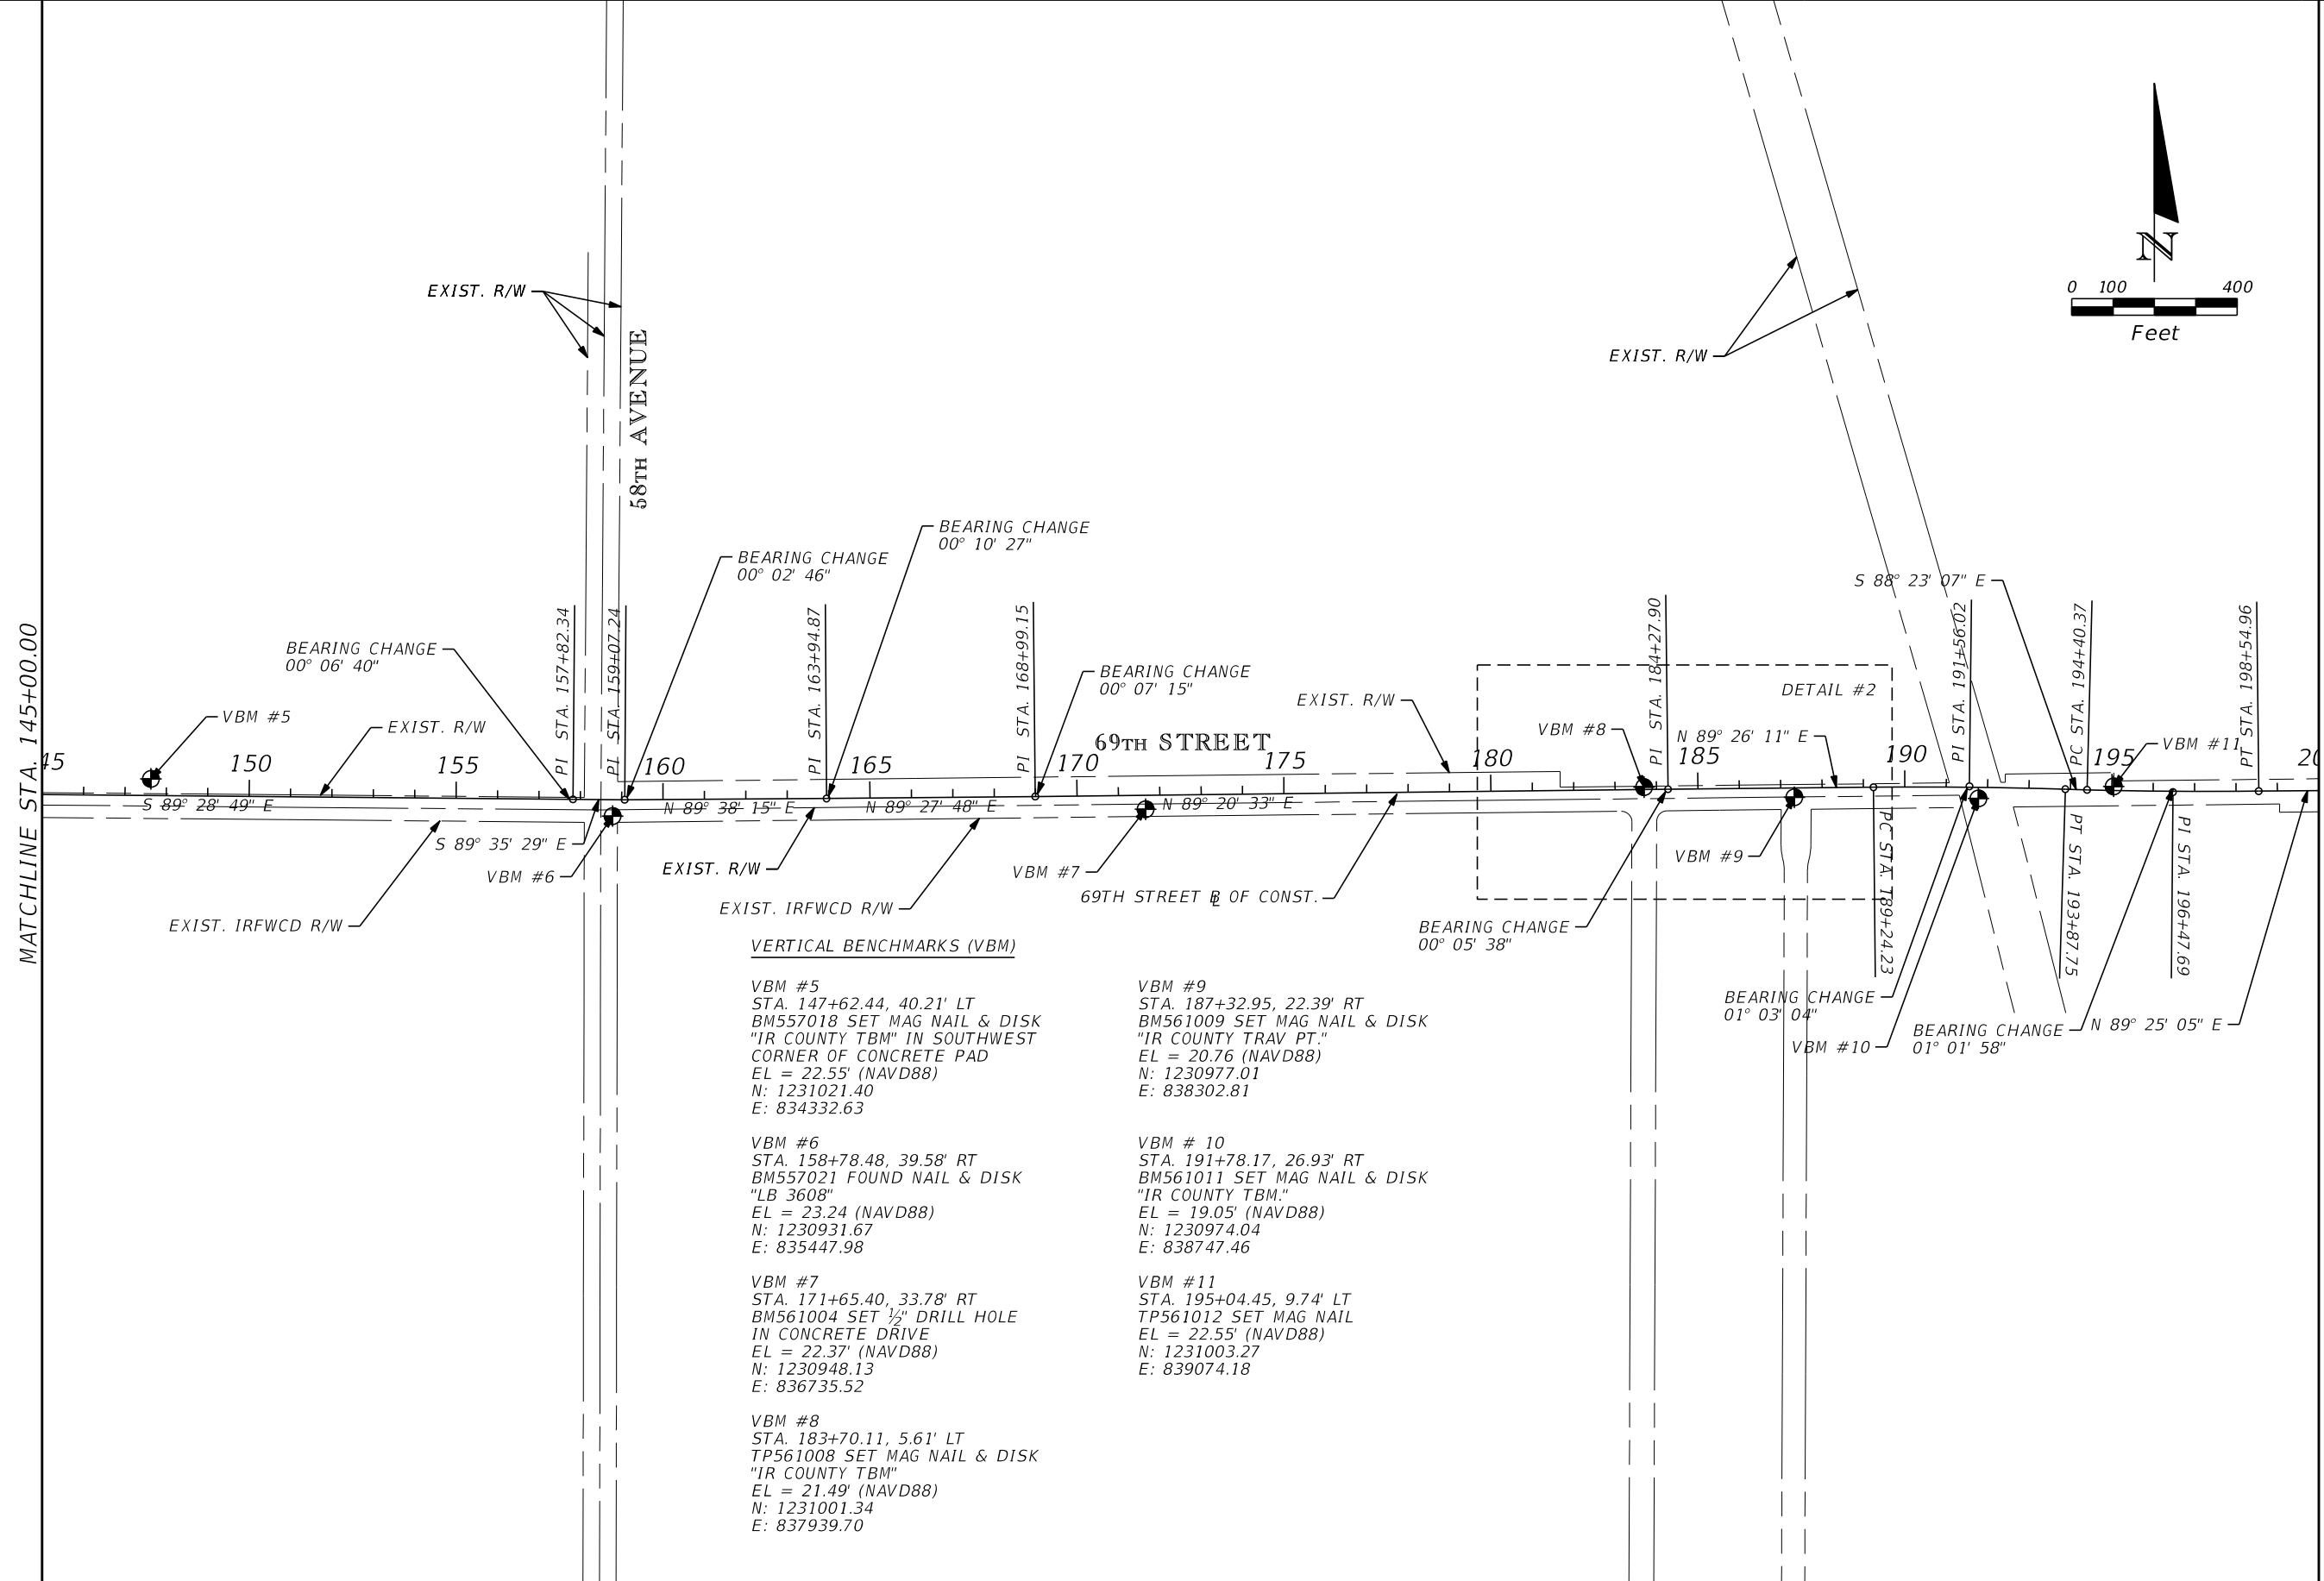 EXIST. R/W
58TH AVENUE
EXIST. R/W
N
0 100 400
Feet
BEARING CHANGE
00° 10' 27"
BEARING CHANGE
00° 02' 46"
BEARING CHANGE
00° 06' 40"
BEARING CHANGE
00° 07' 15"
S 88° 23' 07" E
MATCHLINE STA. 145+00.00
PI STA. 157+82.34
PI STA. 159+07.24
PI STA. 163+94.87
PI STA. 168+99.15
PI STA. 184+27.90
PI STA. 191+56.02
PC STA. 194+40.37
PT STA. 198+54.96
VBM #5
EXIST. R/W
EXIST. R/W
DETAIL #2
VBM #8
N 89° 26' 11" E
69TH STREET
VBM #11
45 150 155 160 165 170 175 180 185 190 195 20
S 89° 28' 49" E
N 89° 38' 15" E
N 89° 27' 48" E
N 89° 20' 33" E
S 89° 35' 29" E
VBM #6
EXIST. R/W
VBM #7
VBM #9
69TH STREET BL OF CONST.
EXIST. IRFWCD R/W
EXIST. IRFWCD R/W
BEARING CHANGE
00° 05' 38"
PC STA. 189+24.23
PT STA. 193+87.75
PI STA. 196+47.69
BEARING CHANGE
01° 03' 04"
VBM #10
BEARING CHANGE
01° 01' 58"
N 89° 25' 05" E
VERTICAL BENCHMARKS (VBM)
VBM #5
STA. 147+62.44, 40.21' LT
BM557018 SET MAG NAIL & DISK
"IR COUNTY TBM" IN SOUTHWEST
CORNER OF CONCRETE PAD
EL = 22.55' (NAVD88)
N: 1231021.40
E: 834332.63
VBM #6
STA. 158+78.48, 39.58' RT
BM557021 FOUND NAIL & DISK
"LB 3608"
EL = 23.24 (NAVD88)
N: 1230931.67
E: 835447.98
VBM #7
STA. 171+65.40, 33.78' RT
BM561004 SET ½" DRILL HOLE
IN CONCRETE DRIVE
EL = 22.37' (NAVD88)
N: 1230948.13
E: 836735.52
VBM #8
STA. 183+70.11, 5.61' LT
TP561008 SET MAG NAIL & DISK
"IR COUNTY TBM"
EL = 21.49' (NAVD88)
N: 1231001.34
E: 837939.70
VBM #9
STA. 187+32.95, 22.39' RT
BM561009 SET MAG NAIL & DISK
"IR COUNTY TRAV PT."
EL = 20.76 (NAVD88)
N: 1230977.01
E: 838302.81
VBM # 10
STA. 191+78.17, 26.93' RT
BM561011 SET MAG NAIL & DISK
"IR COUNTY TBM."
EL = 19.05' (NAVD88)
N: 1230974.04
E: 838747.46
VBM #11
STA. 195+04.45, 9.74' LT
TP561012 SET MAG NAIL
EL = 22.55' (NAVD88)
N: 1231003.27
E: 839074.18